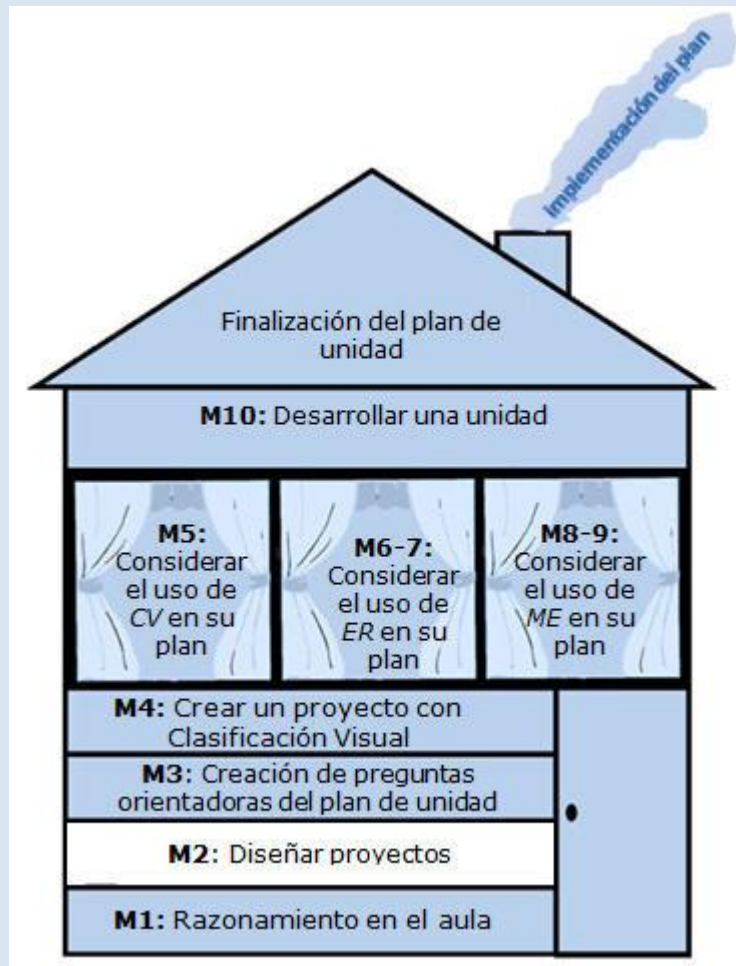 implementación del plan
Finalización del plan de
unidad
M10: Desarrollar una unidad
M5:
Considerar
el uso de
CV en su
plan
M6-7:
Considerar
el uso de
ER en su
plan
M8-9:
Considerar
el uso de
ME en su
plan
M4: Crear un proyecto con
Clasificación Visual
M3: Creación de preguntas
orientadoras del plan de unidad
M2: Diseñar proyectos
M1: Razonamiento en el aula